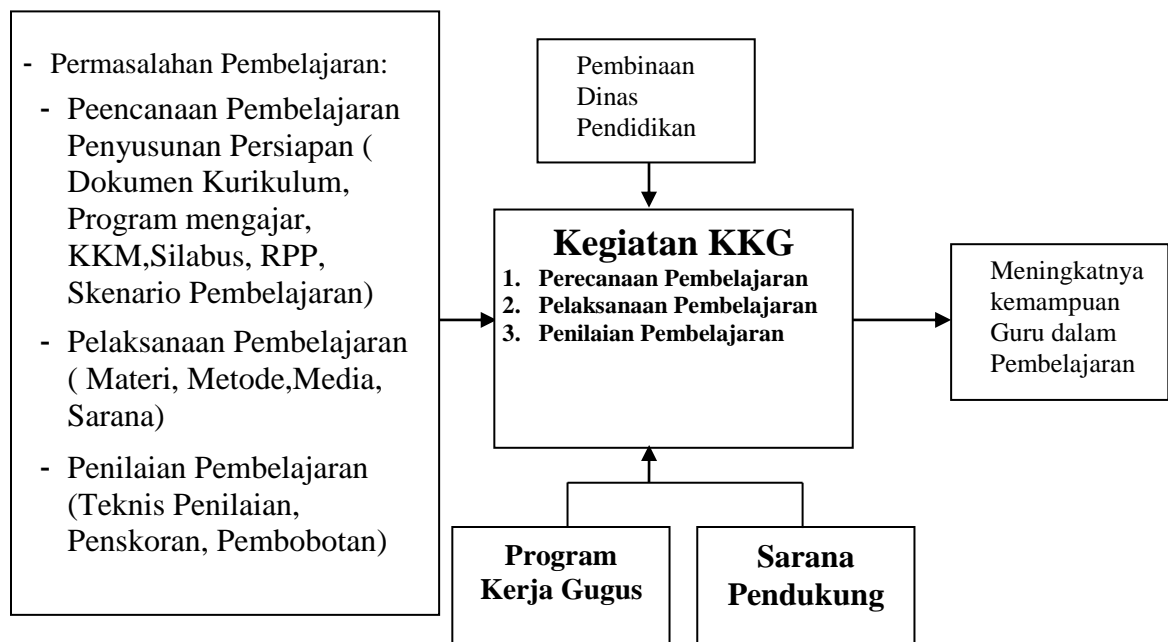 - Permasalahan Pembelajaran:
- Peencanaan Pembelajaran
Penyusunan Persiapan (
Dokumen Kurikulum,
Program mengajar,
KKM,Silabus, RPP,
Skenario Pembelajaran)
- Pelaksanaan Pembelajaran
( Materi, Metode,Media,
Sarana)
- Penilaian Pembelajaran
(Teknis Penilaian,
Penskoran, Pembobotan)
Pembinaan
Dinas
Pendidikan
Kegiatan KKG
1. Perecanaan Pembelajaran
2. Pelaksanaan Pembelajaran
3. Penilaian Pembelajaran
Meningkatnya
kemampuan
Guru dalam
Pembelajaran
Program
Kerja Gugus
Sarana
Pendukung